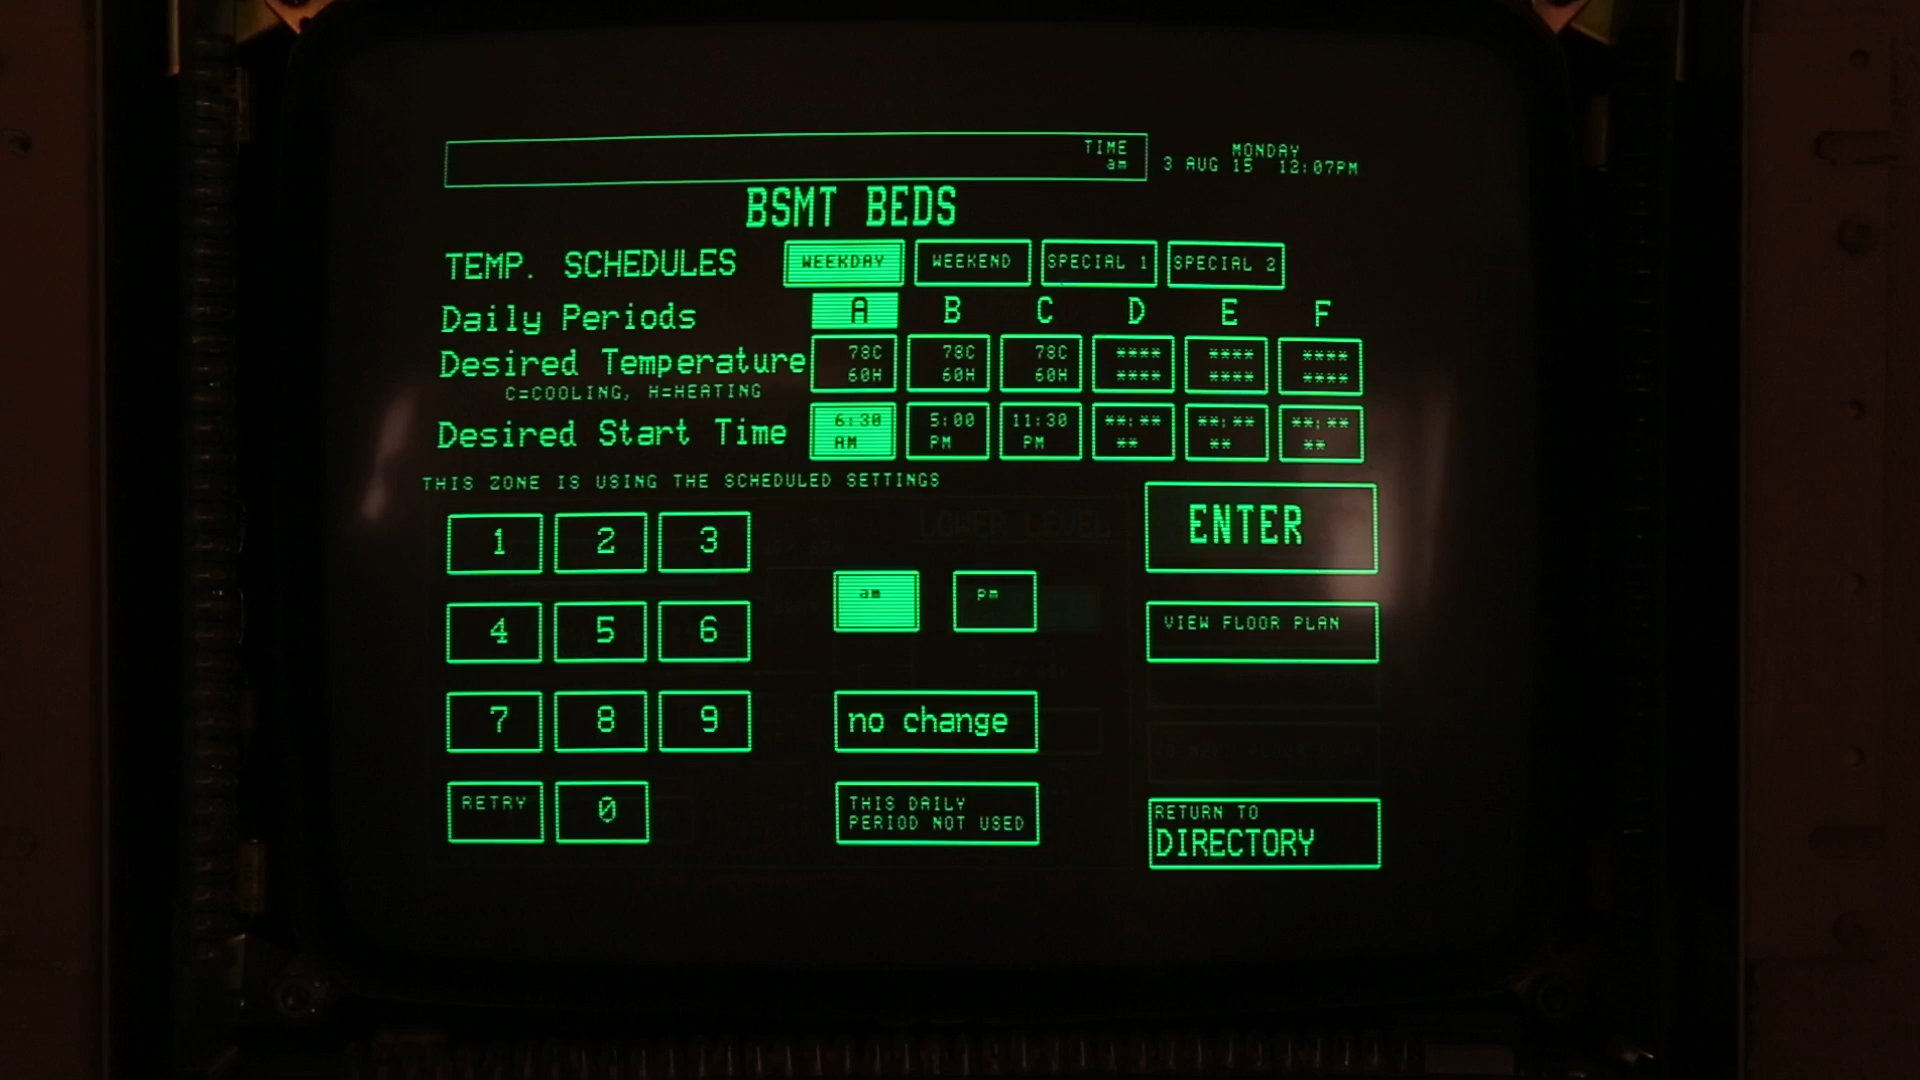 TIME
am
MONDAY
3 AUG 15 12:07PM
BSMT BEDS
TEMP. SCHEDULES WEEKDAY WEEKEND SPECIAL 1 SPECIAL 2
Daily Periods A B C D E F
Desired Temperature 78C 78C 78C **** **** ****
60H 60H 60H **** **** ****
C=COOLING, H=HEATING
Desired Start Time 6:30 5:00 11:30 **:** **:** **:**
AM PM PM ** ** **
THIS ZONE IS USING THE SCHEDULED SETTINGS
LOWER LEVEL
1 2 3
ENTER
am pm
4 5 6
VIEW FLOOR PLAN
7 8 9
no change
RETRY 0
THIS DAILY
PERIOD NOT USED
RETURN TO
DIRECTORY